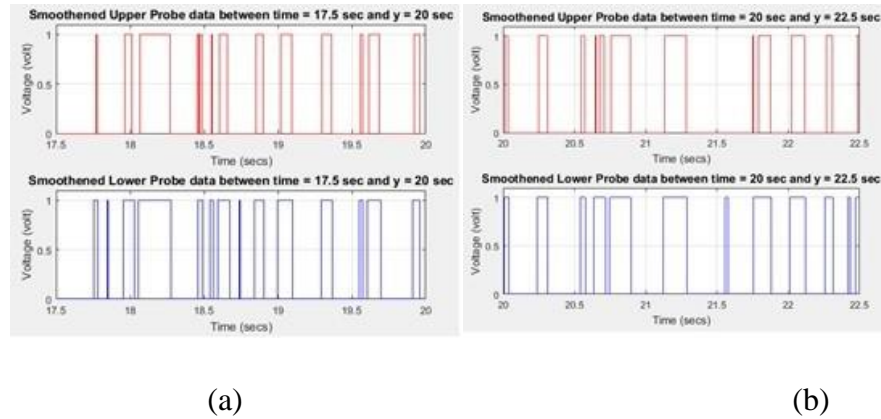 Smoothened Upper Probe data between time = 17.5 sec and y = 20 sec
1
0.5
0
Voltage (volt)
17.5 18 18.5 19 19.5 20
Time (secs)
Smoothened Lower Probe data between time = 17.5 sec and y = 20 sec
1
0.5
0
Voltage (volt)
17.5 18 18.5 19 19.5 20
Time (secs)
(a)
Smoothened Upper Probe data between time = 20 sec and y = 22.5 sec
1
0.5
0
Voltage (volt)
20 20.5 21 21.5 22 22.5
Time (secs)
Smoothened Lower Probe data between time = 20 sec and y = 22.5 sec
1
0.5
0
Voltage (volt)
20 20.5 21 21.5 22 22.5
Time (secs)
(b)